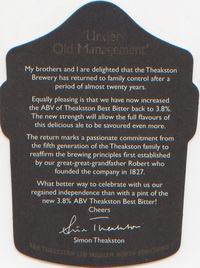 'Under
Old Management'
My brothers and I are delighted that the Theakston
Brewery has returned to family control after a
period of almost twenty years.
Equally pleasing is that we have now increased
the ABV of Theakston Best Bitter back to 3.8%.
The new strength will allow the full flavours of
this delicious ale to be savoured even more.
The return marks a passionate commitment from
the fifth generation of the Theakston family to
reaffirm the brewing principles first established
by our great-great-grandfather Robert who
founded the company in 1827.
What better way to celebrate with us our
regained independence than with a pint of the
new 3.8% ABV Theakston Best Bitter!
Cheers
Simon Theakston
Simon Theakston